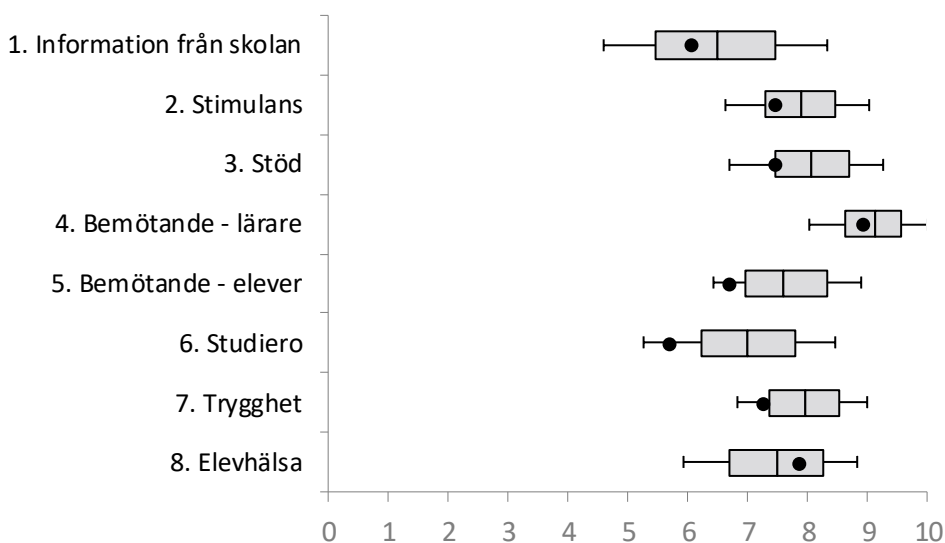 1. Information från skolan
2. Stimulans
3. Stöd
4. Bemötande - lärare
5. Bemötande - elever
6. Studiero
7. Trygghet
8. Elevhälsa
0 1 2 3 4 5 6 7 8 9 10